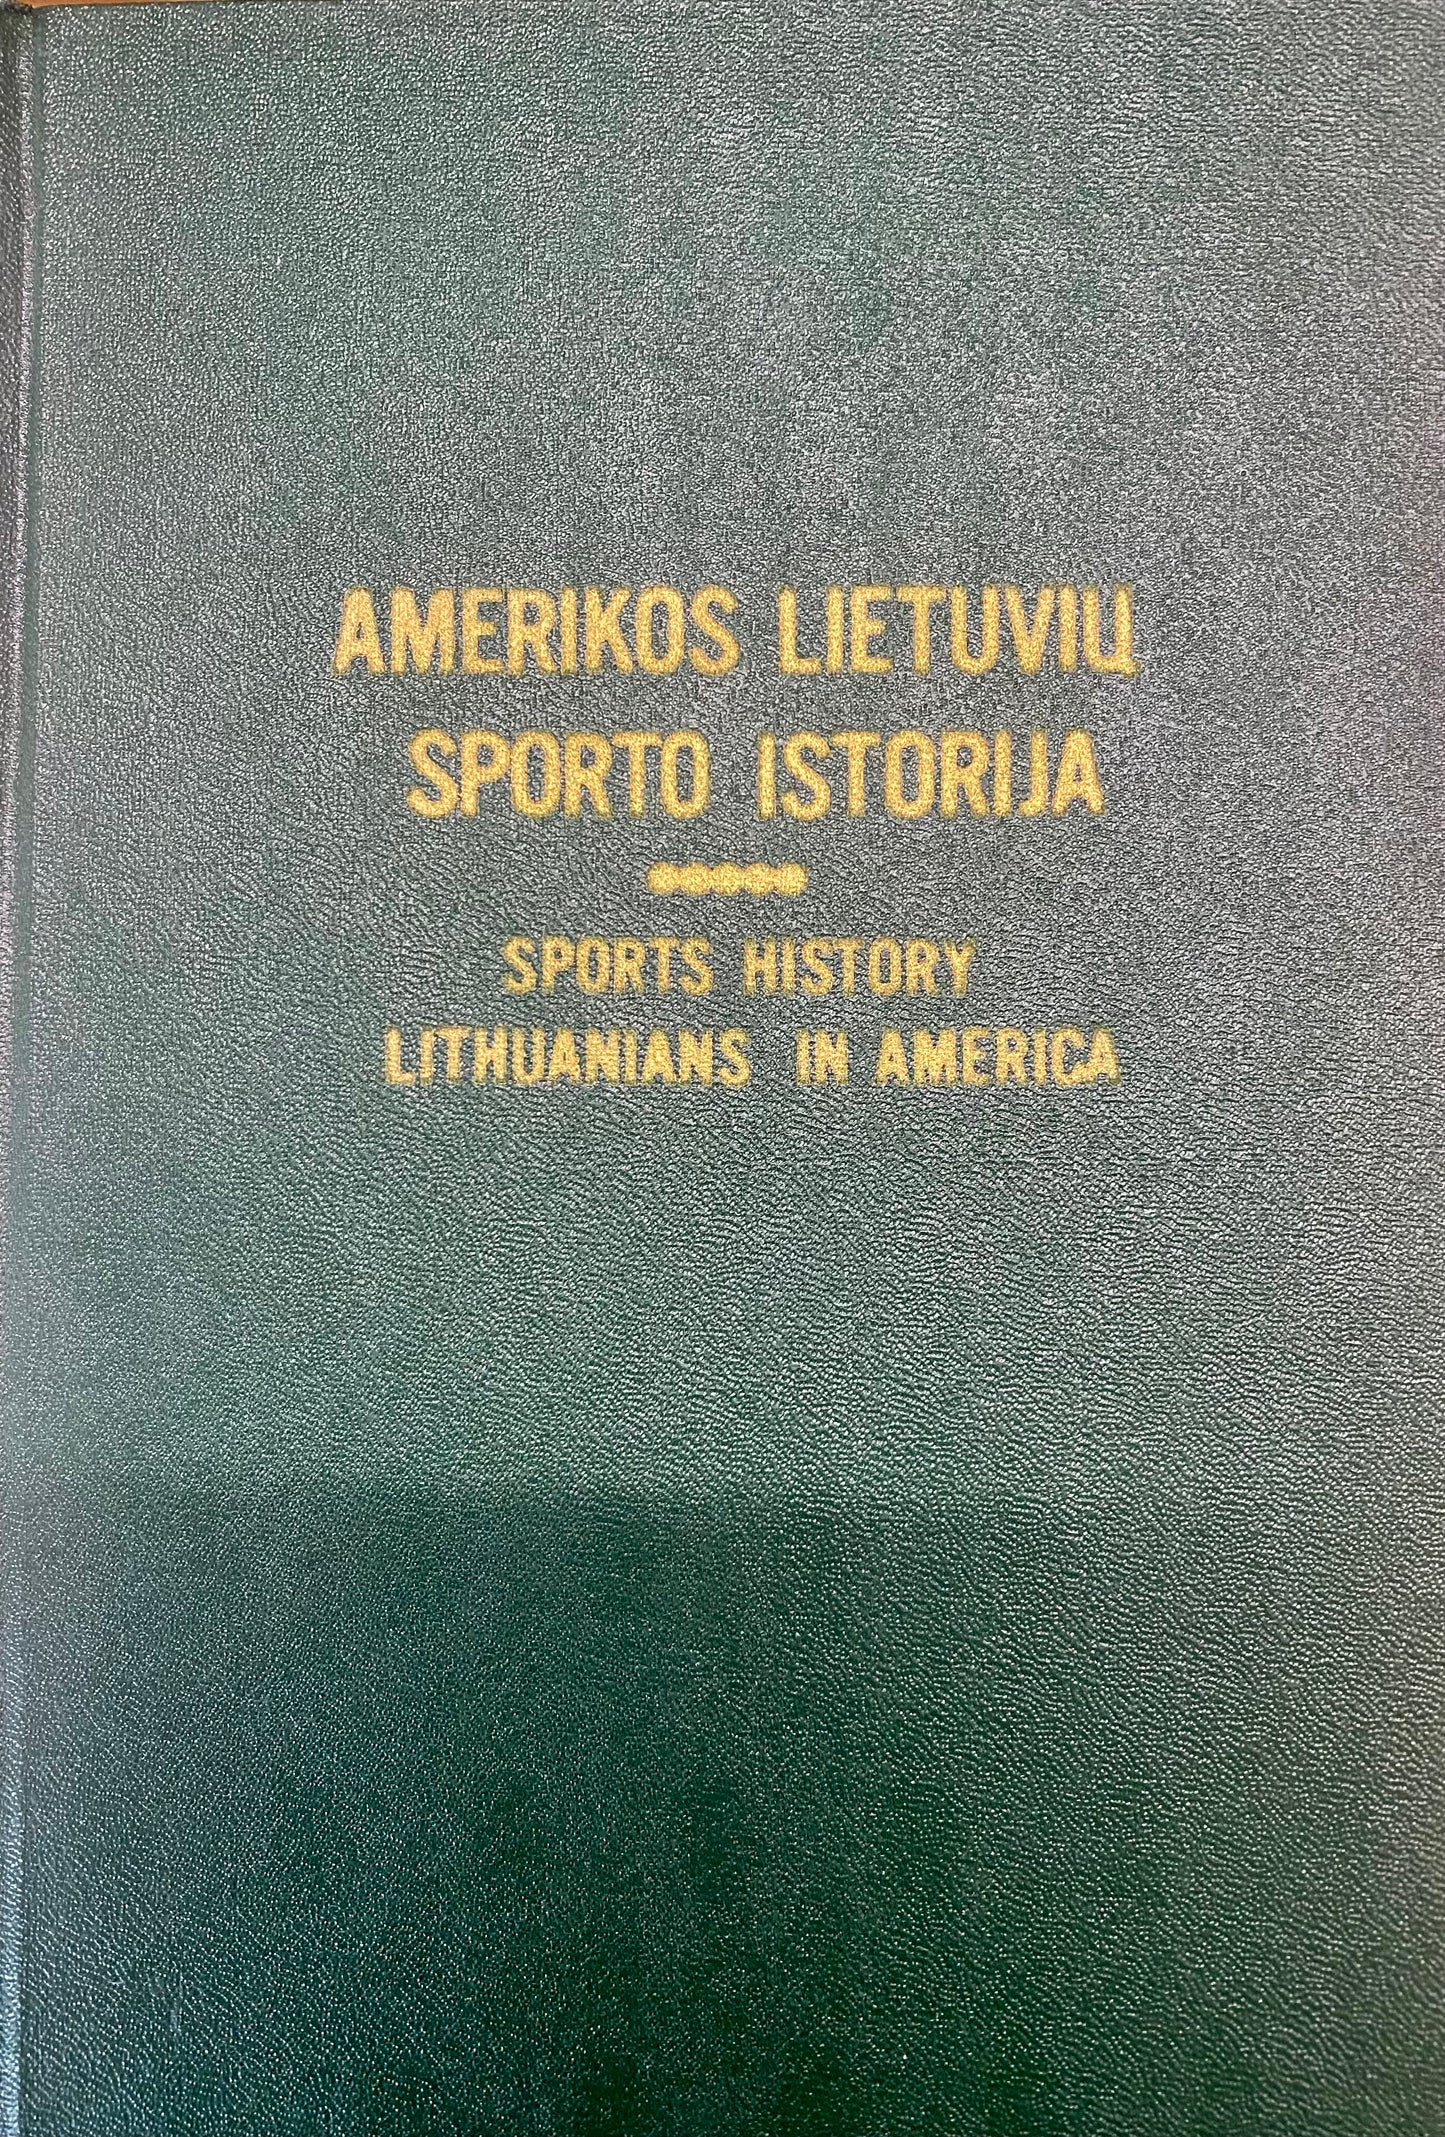 AMERIKOS LIETUVIŲ
SPORTO ISTORIJA
SPORTS HISTORY
LITHUANIANS IN AMERICA